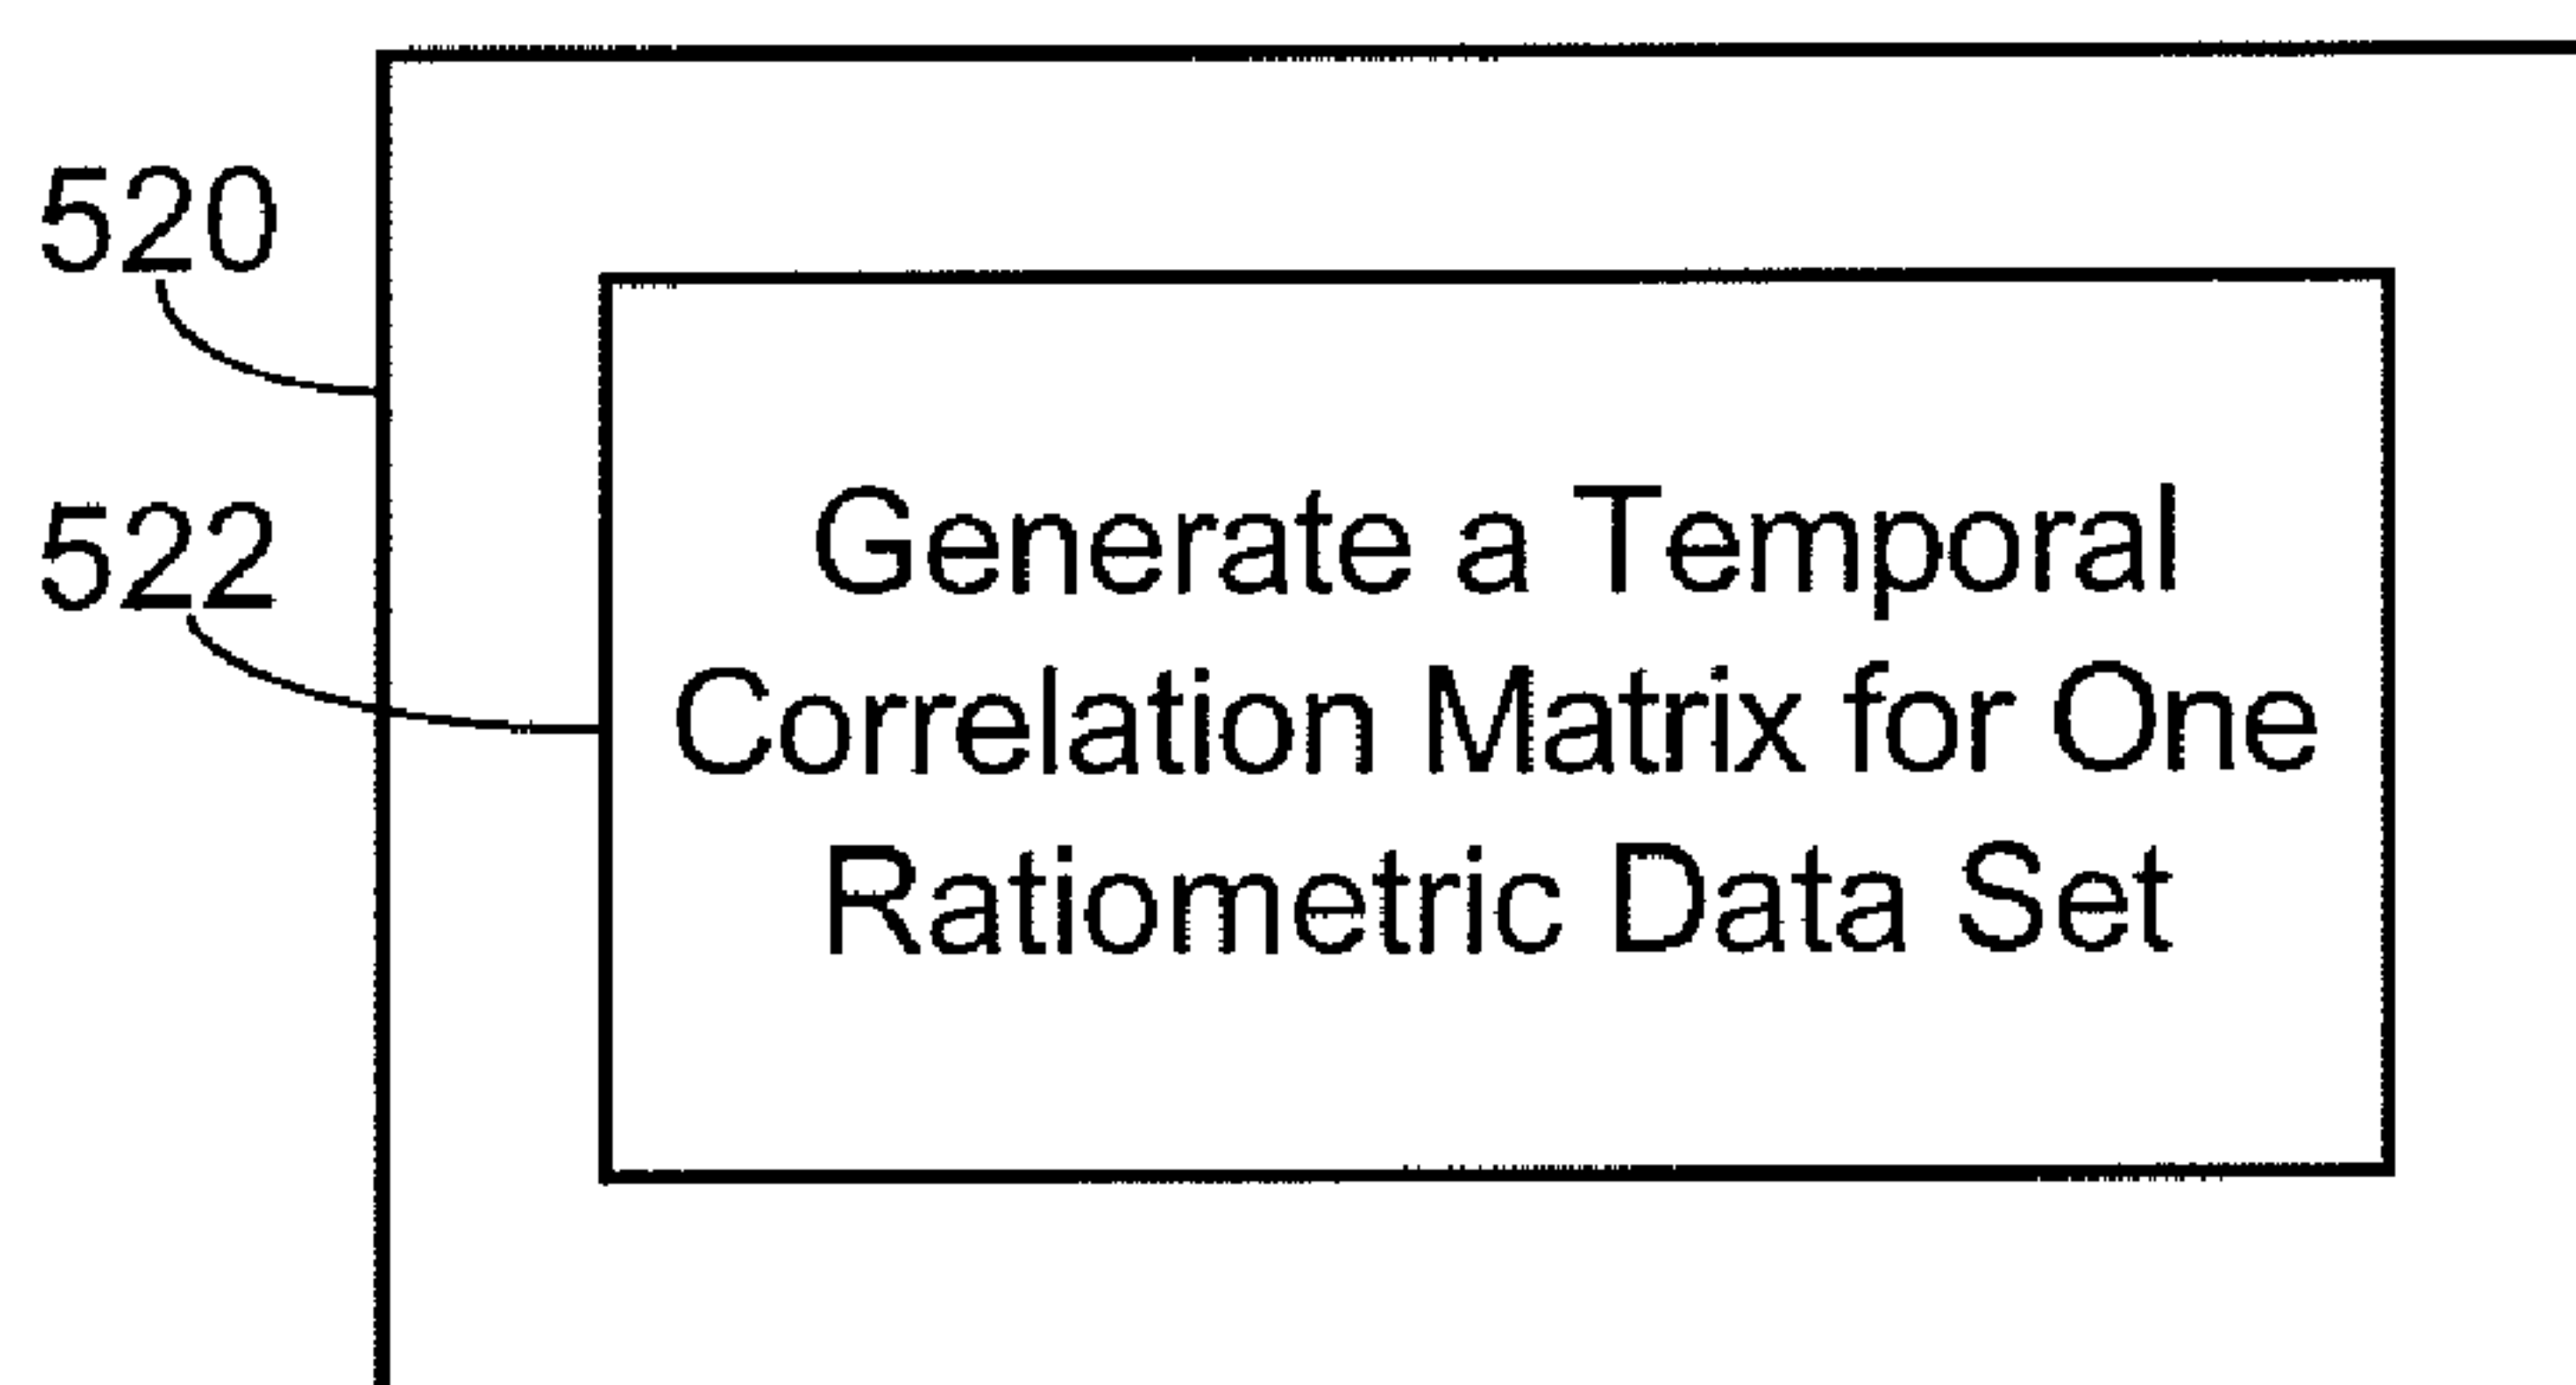 520
522
Generate a Temporal
Correlation Matrix for One
Ratiometric Data Set